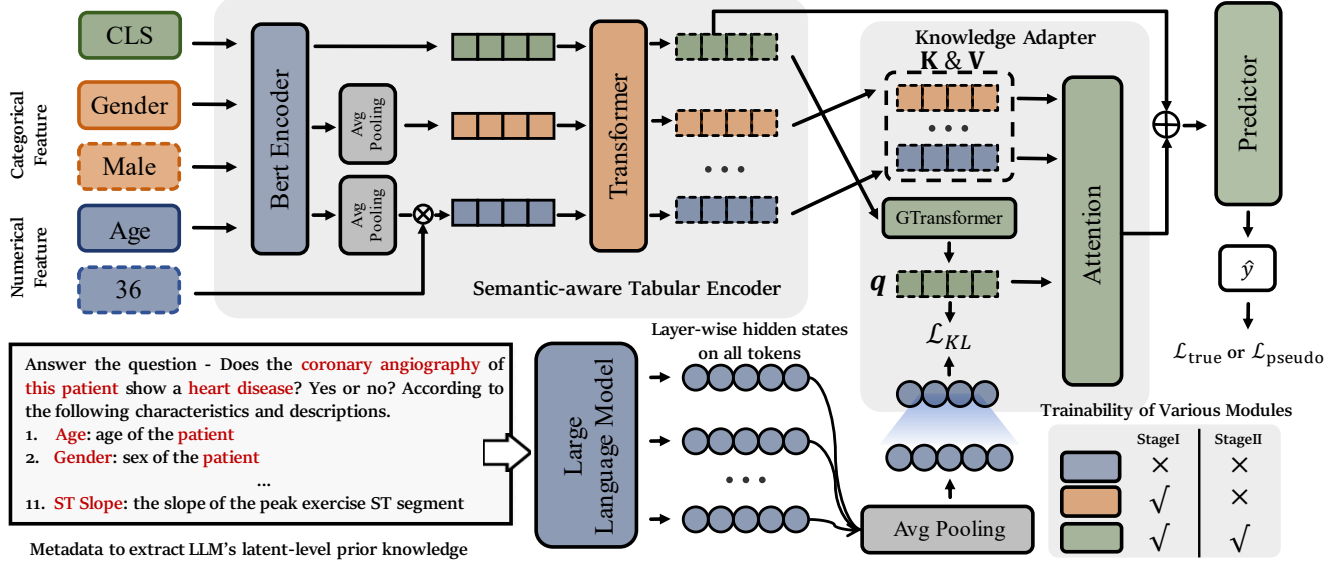 CLS
Gender
Male
Age
36
Categorical
Feature
Numerical
Feature
Bert Encoder
Avg
Pooling
Avg
Pooling
Transformer
Semantic-aware Tabular Encoder
Knowledge Adapter
K & V
GTransformer
q
Attention
Predictor
ŷ
ℒtrue or ℒpseudo
ℒKL
Answer the question - Does the coronary angiography of
this patient show a heart disease? Yes or no? According to
the following characteristics and descriptions.
1. Age: age of the patient
2. Gender: sex of the patient
...
11. ST Slope: the slope of the peak exercise ST segment
Metadata to extract LLM's latent-level prior knowledge
Large
Language Model
Layer-wise hidden states
on all tokens
Avg Pooling
Trainability of Various Modules
StageI StageII
× ×
√ ×
√ √